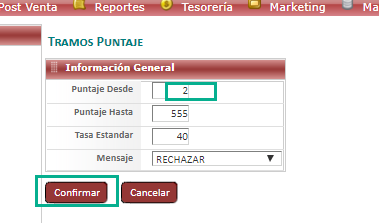 Post Venta Reportes Tesorería Marketing
TRAMOS PUNTAJE
Información General
Puntaje Desde 2
Puntaje Hasta 555
Tasa Estandar 40
Mensaje RECHAZAR
Confirmar Cancelar